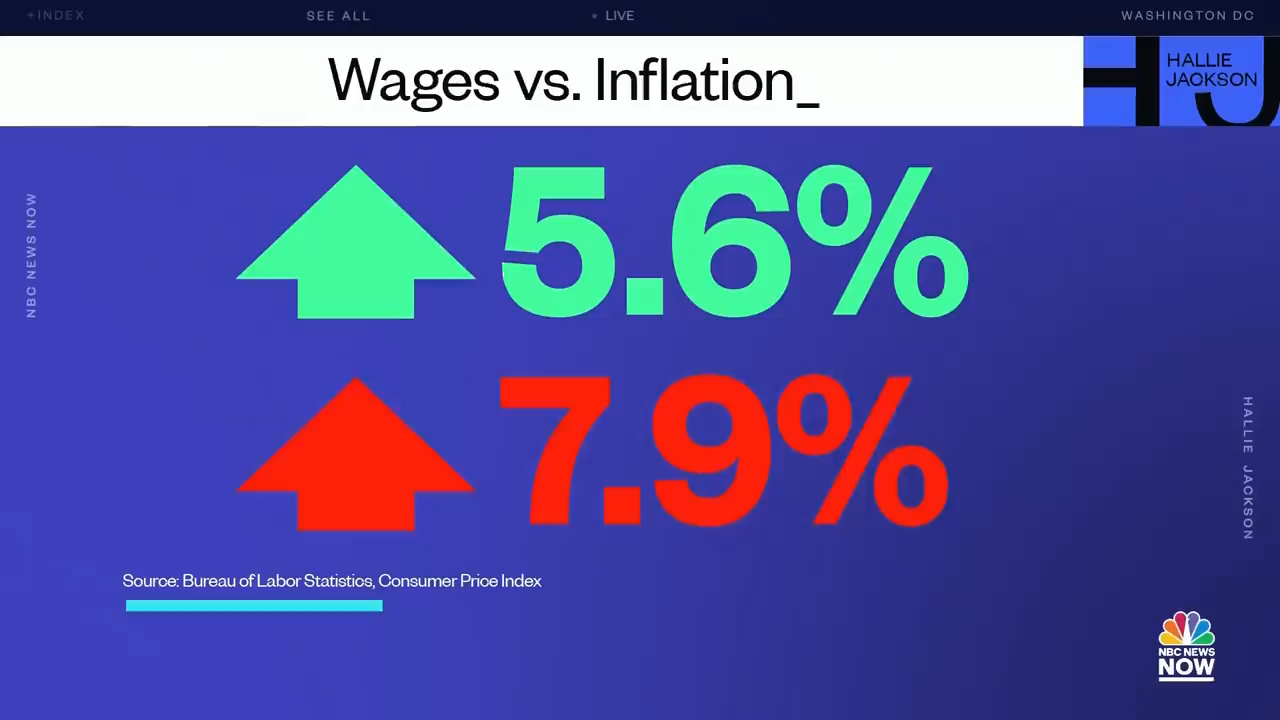 +INDEX
SEE ALL
LIVE
WASHINGTON DC
Wages vs. Inflation_
HJ
HALLIE
JACKSON
NBC NEWS NOW
5.6%
7.9%
HALLIE JACKSON
Source: Bureau of Labor Statistics, Consumer Price Index
NBC NEWS
NOW